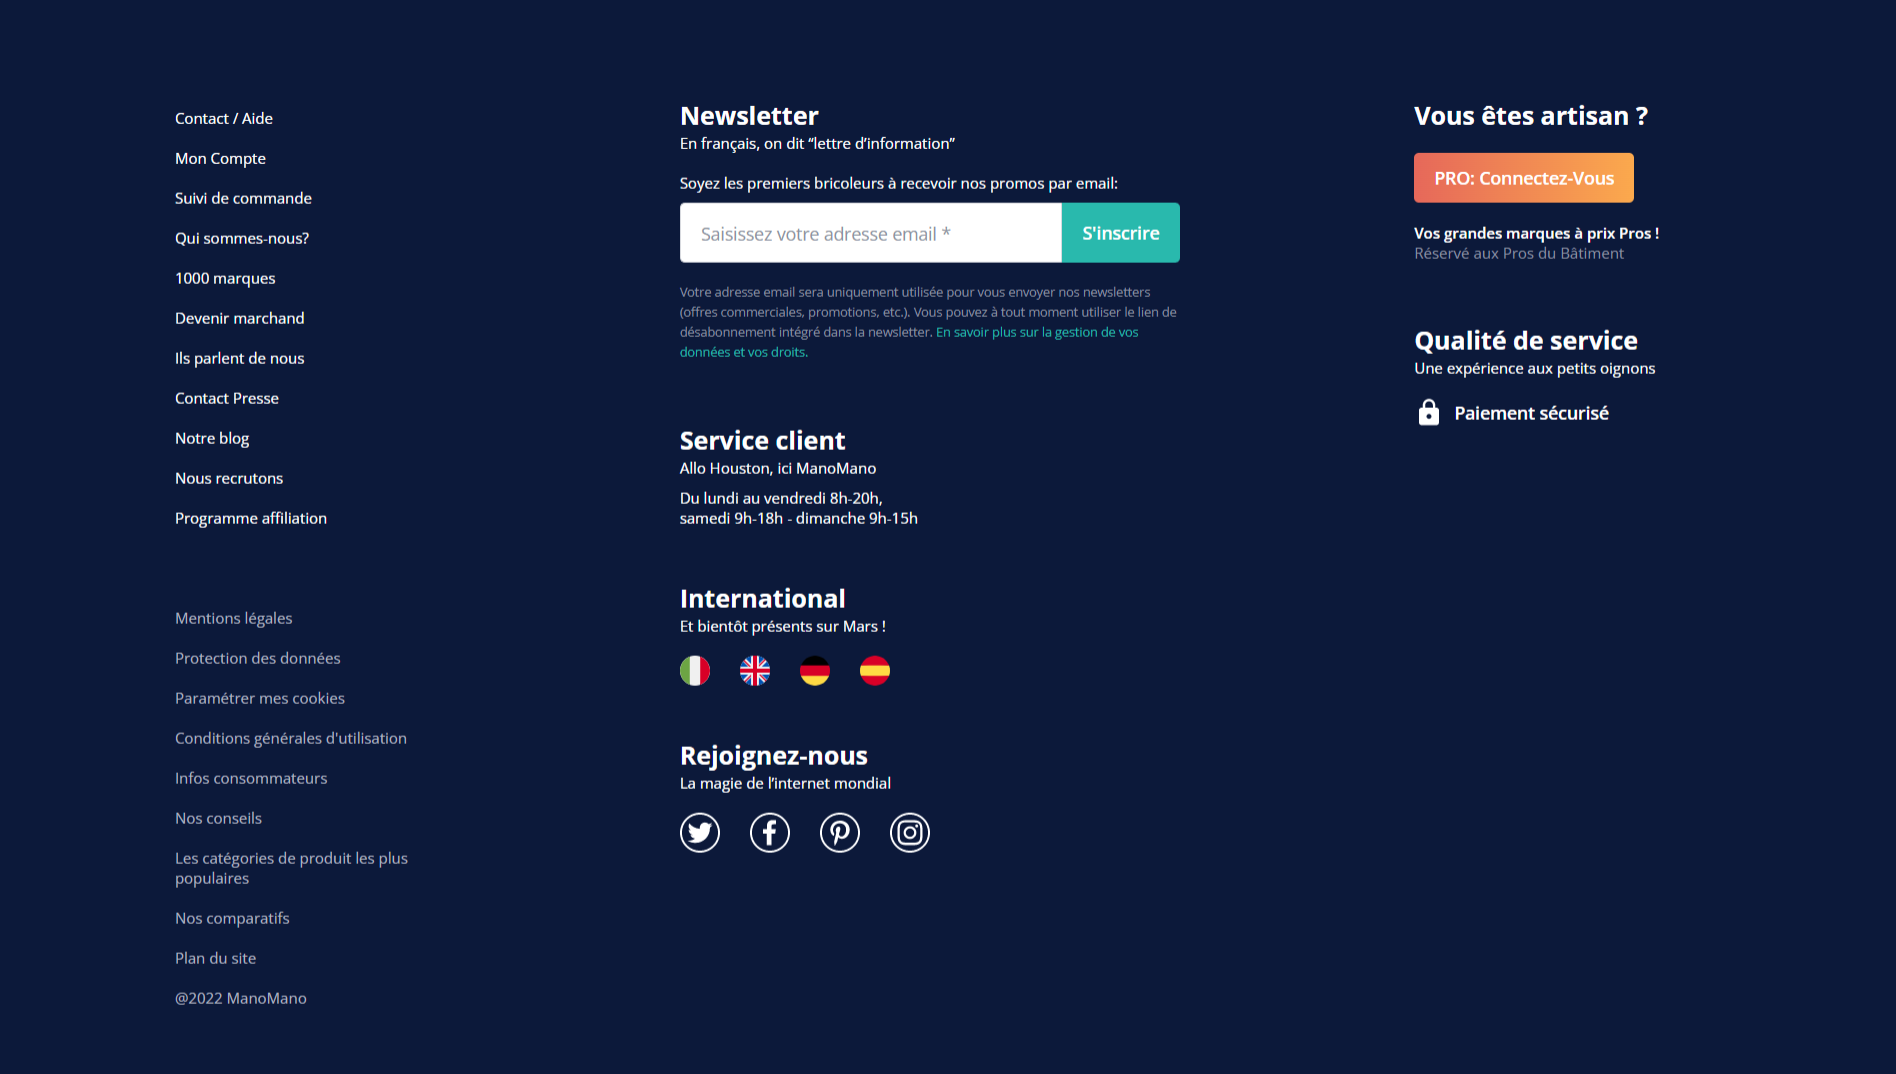 Contact / Aide
Mon Compte
Suivi de commande
Qui sommes-nous?
1000 marques
Devenir marchand
Ils parlent de nous
Contact Presse
Notre blog
Nous recrutons
Programme affiliation
Mentions légales
Protection des données
Paramétrer mes cookies
Conditions générales d'utilisation
Infos consommateurs
Nos conseils
Les catégories de produit les plus
populaires
Nos comparatifs
Plan du site
@2022 ManoMano
Newsletter
En français, on dit “lettre d’information”
Soyez les premiers bricoleurs à recevoir nos promos par email:
Saisissez votre adresse email *
S'inscrire
Votre adresse email sera uniquement utilisée pour vous envoyer nos newsletters
(offres commerciales, promotions, etc.). Vous pouvez à tout moment utiliser le lien de
désabonnement intégré dans la newsletter. En savoir plus sur la gestion de vos
données et vos droits.
Service client
Allo Houston, ici ManoMano
Du lundi au vendredi 8h-20h,
samedi 9h-18h - dimanche 9h-15h
International
Et bientôt présents sur Mars !
Rejoignez-nous
La magie de l’internet mondial
Vous êtes artisan ?
PRO: Connectez-Vous
Vos grandes marques à prix Pros !
Réservé aux Pros du Bâtiment
Qualité de service
Une expérience aux petits oignons
Paiement sécurisé